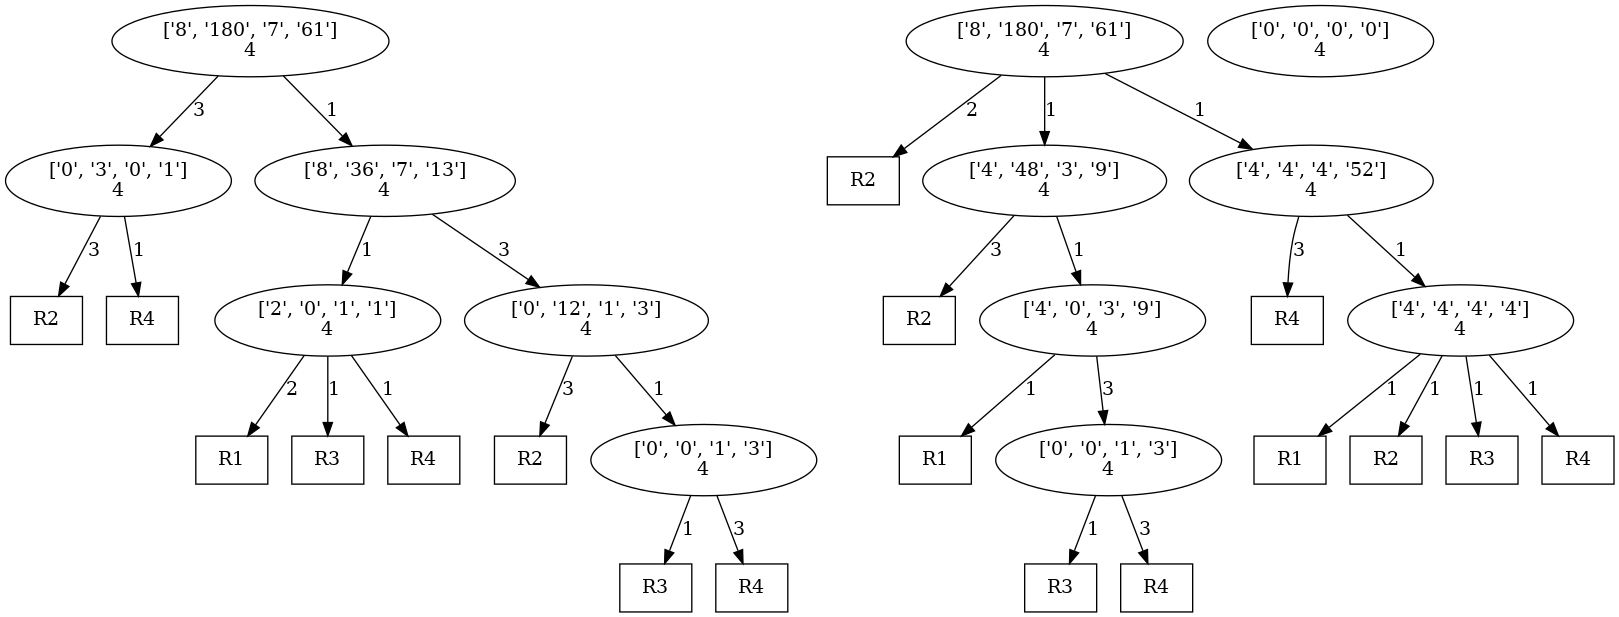 ['8', '180', '7', '61']
4
['8', '180', '7', '61']
4
['0', '0', '0', '0']
4
3
1
2
1
1
['0', '3', '0', '1']
4
['8', '36', '7', '13']
4
R2
['4', '48', '3', '9']
4
['4', '4', '4', '52']
4
3
1
1
3
3
1
3
1
R2
R4
['2', '0', '1', '1']
4
['0', '12', '1', '3']
4
R2
['4', '0', '3', '9']
4
R4
['4', '4', '4', '4']
4
2
1
1
3
1
1
3
1
1
1
1
R1
R3
R4
R2
['0', '0', '1', '3']
4
R1
['0', '0', '1', '3']
4
R1
R2
R3
R4
1
3
1
3
R3
R4
R3
R4